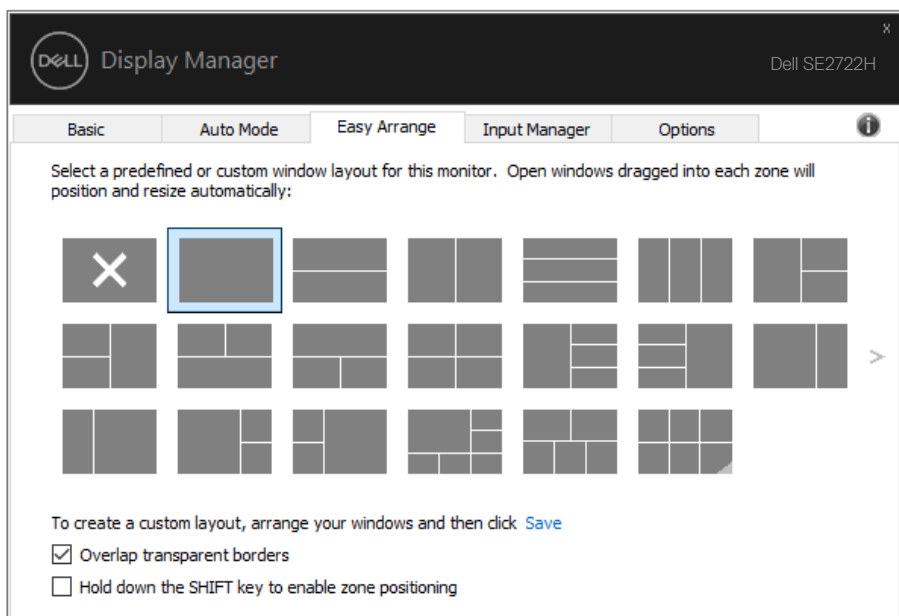 x
DELL Display Manager
Dell SE2722H
Basic Auto Mode Easy Arrange Input Manager Options
Select a predefined or custom window layout for this monitor. Open windows dragged into each zone will
position and resize automatically:
>
To create a custom layout, arrange your windows and then click Save
Overlap transparent borders
Hold down the SHIFT key to enable zone positioning